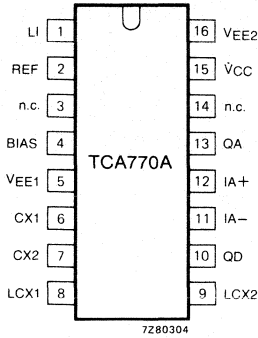 LI 1 16 VEE2
REF 2 15 VCC
n.c. 3 14 n.c.
BIAS 4 13 QA
TCA770A
VEE1 5 12 IA+
CX1 6 11 IA-
CX2 7 10 QD
LCX1 8 9 LCX2
7Z80304